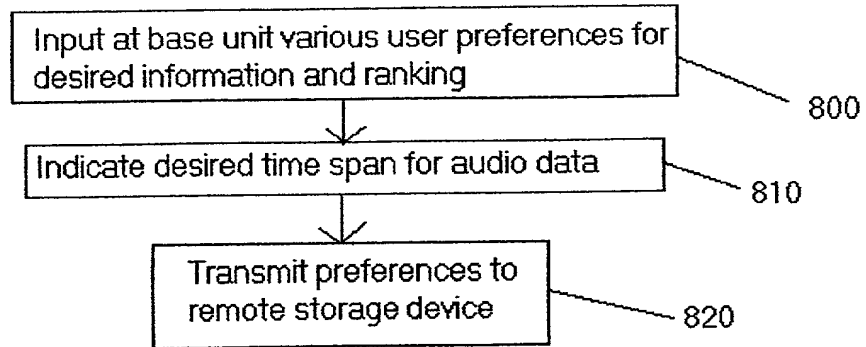 Input at base unit various user preferences for
desired information and ranking
800
Indicate desired time span for audio data
810
Transmit preferences to
remote storage device
820